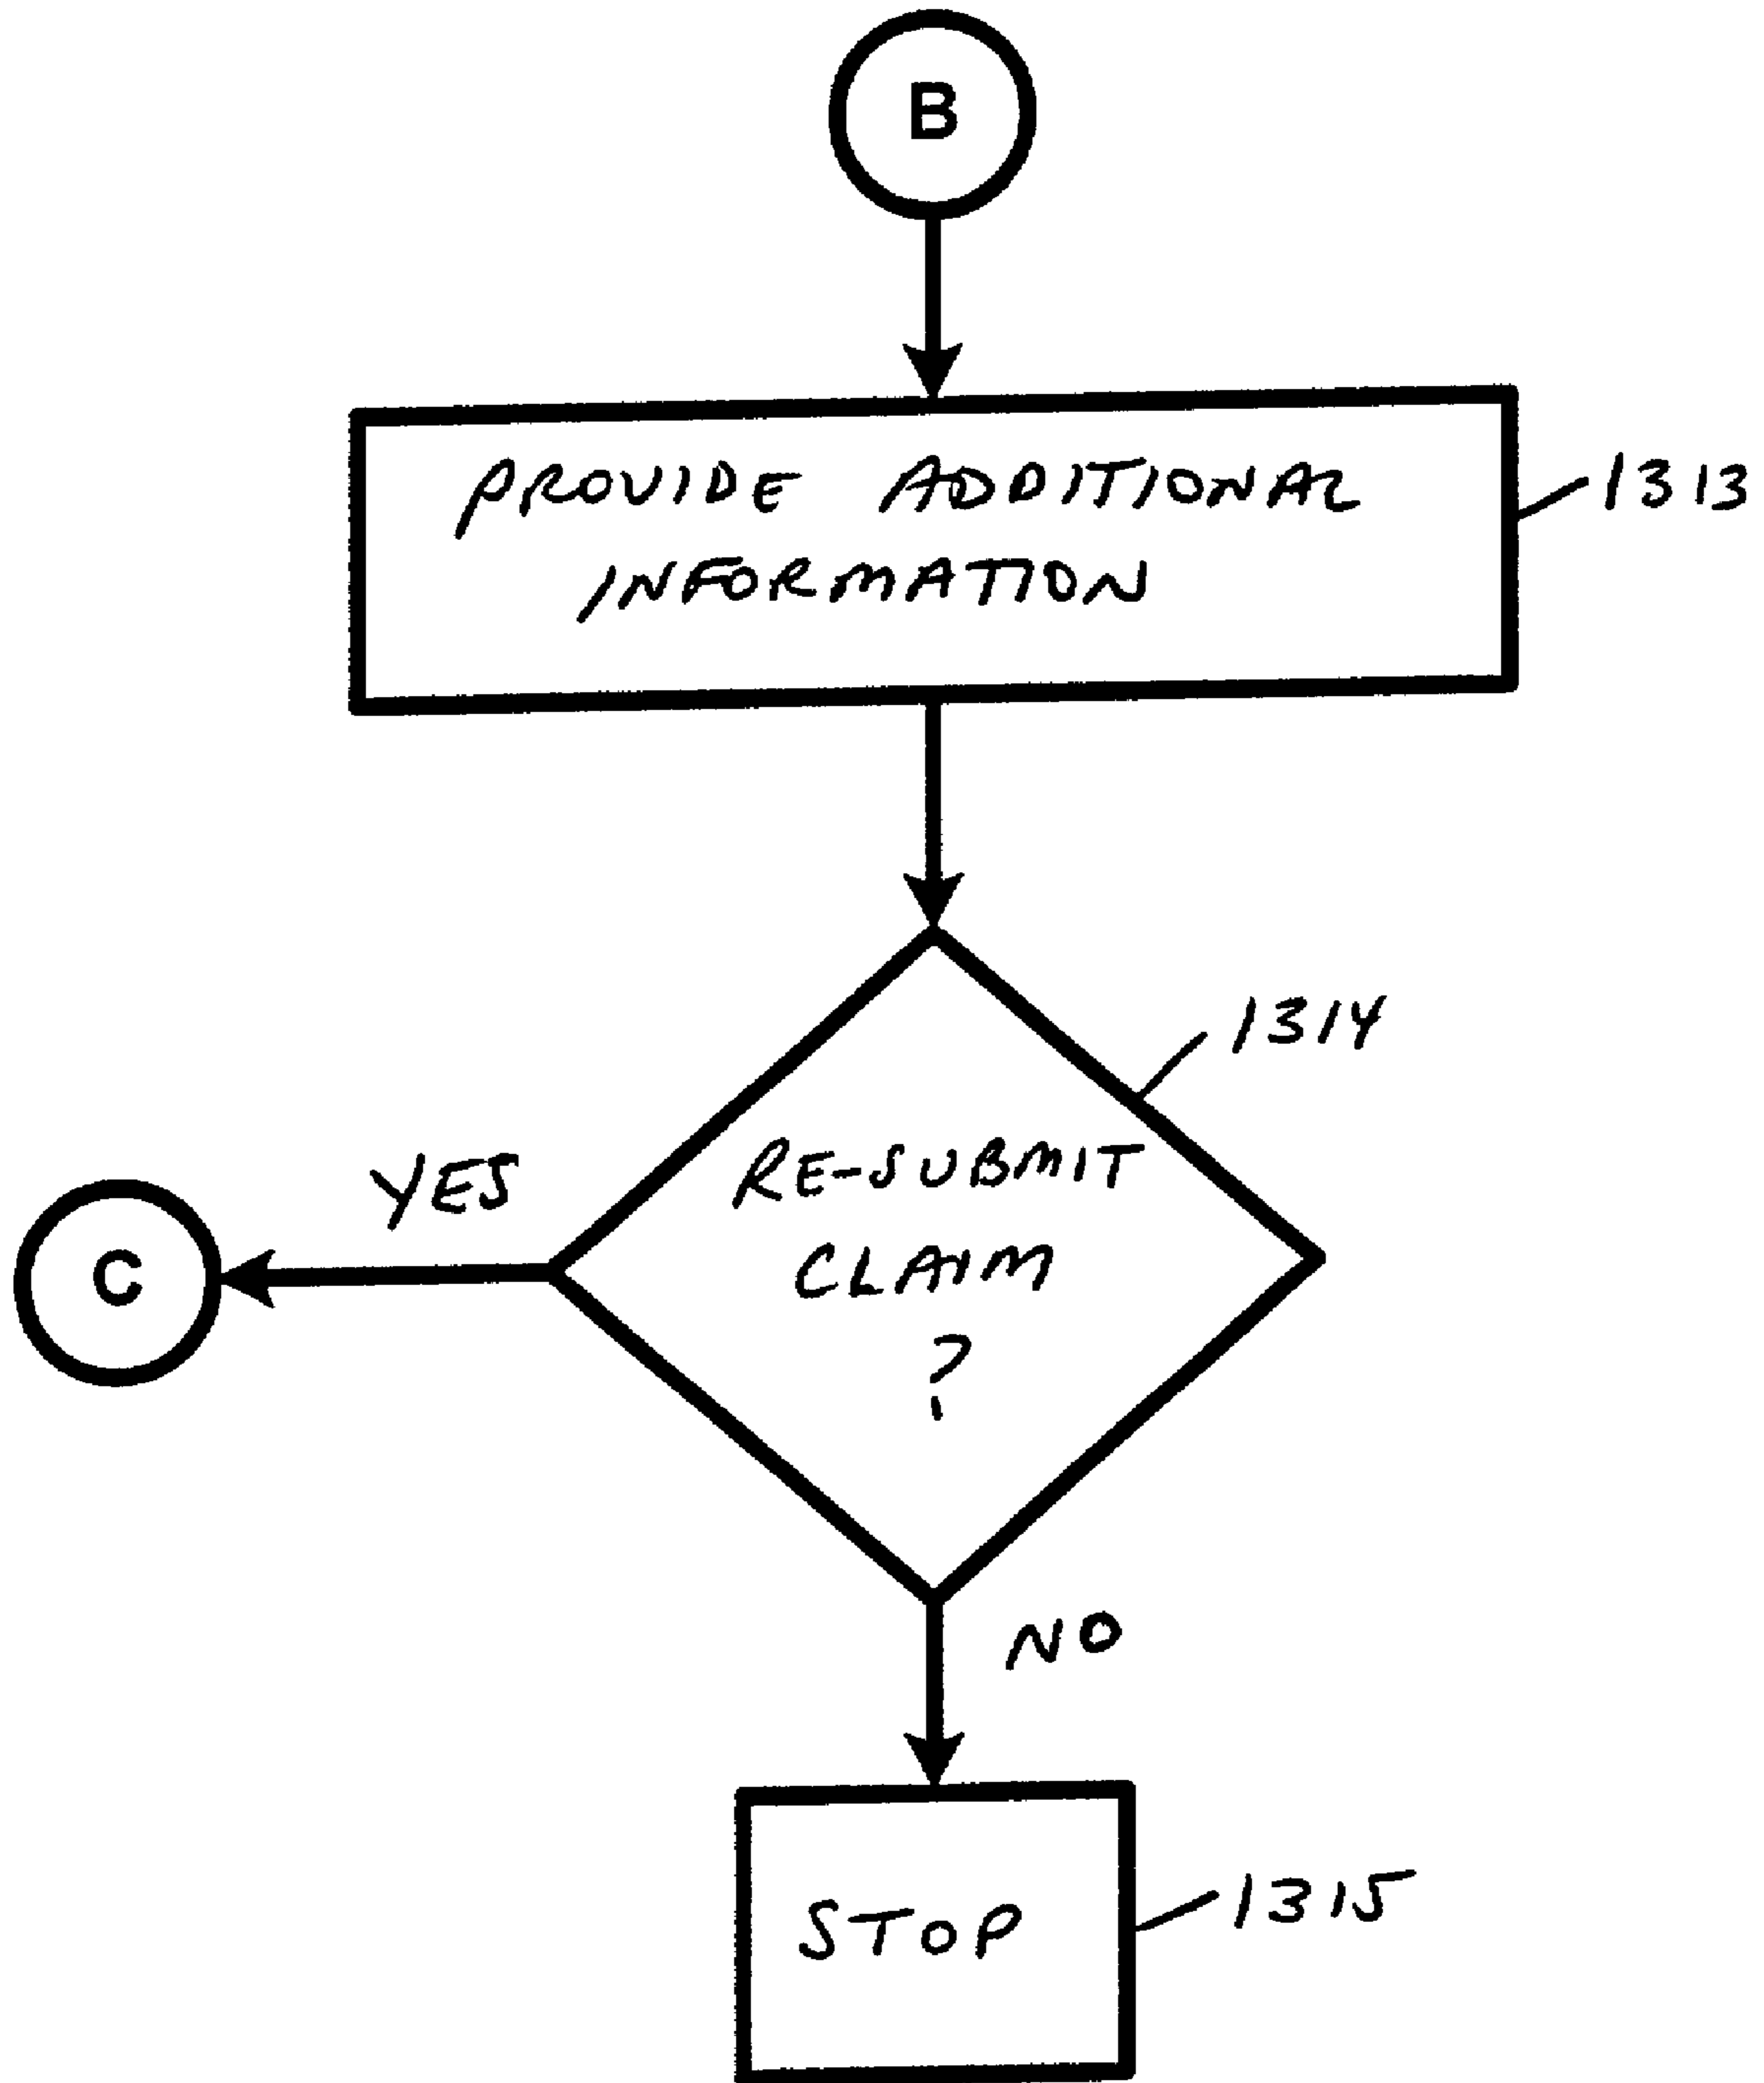 B
PROVIDE ADDITIONAL
INFORMATION
1313
1314
RE-SUBMIT
CLAIM
?
YES
C
NO
STOP
1315